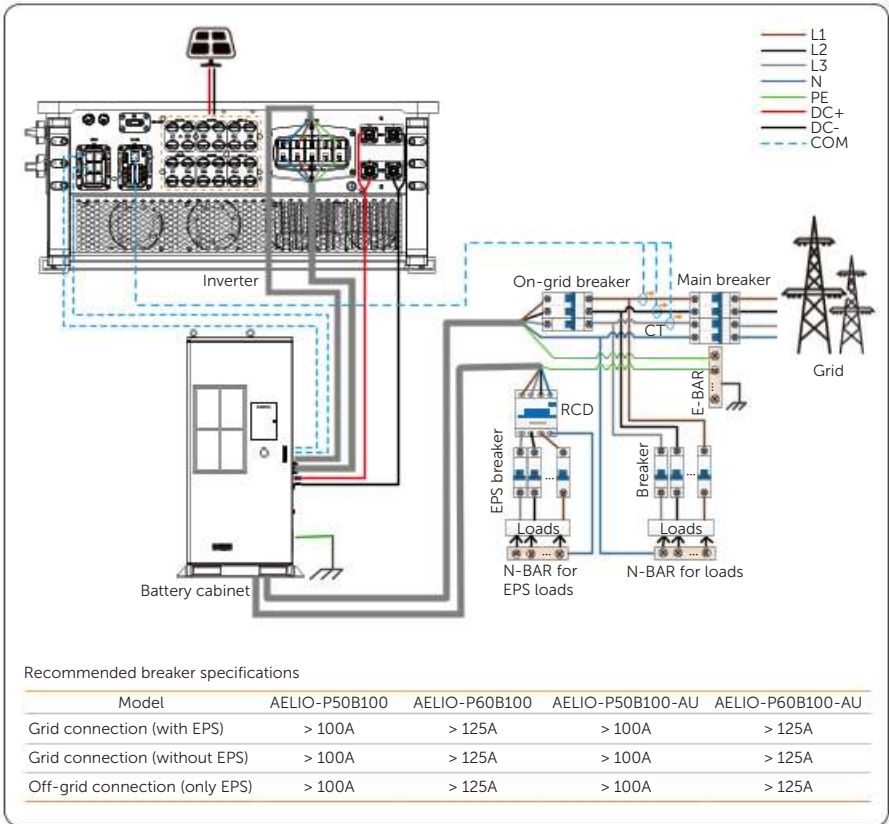 L1
L2
L3
N
PE
DC+
DC-
COM
Inverter
On-grid breaker
Main breaker
CT
Grid
E-BAR
RCD
EPS breaker
Breaker
...
...
...
Loads
Loads
...
...
N-BAR for
EPS loads
N-BAR for loads
Battery cabinet
Recommended breaker specifications
Model AELIO-P50B100 AELIO-P60B100 AELIO-P50B100-AU AELIO-P60B100-AU
Grid connection (with EPS) > 100A > 125A > 100A > 125A
Grid connection (without EPS) > 100A > 125A > 100A > 125A
Off-grid connection (only EPS) > 100A > 125A > 100A > 125A